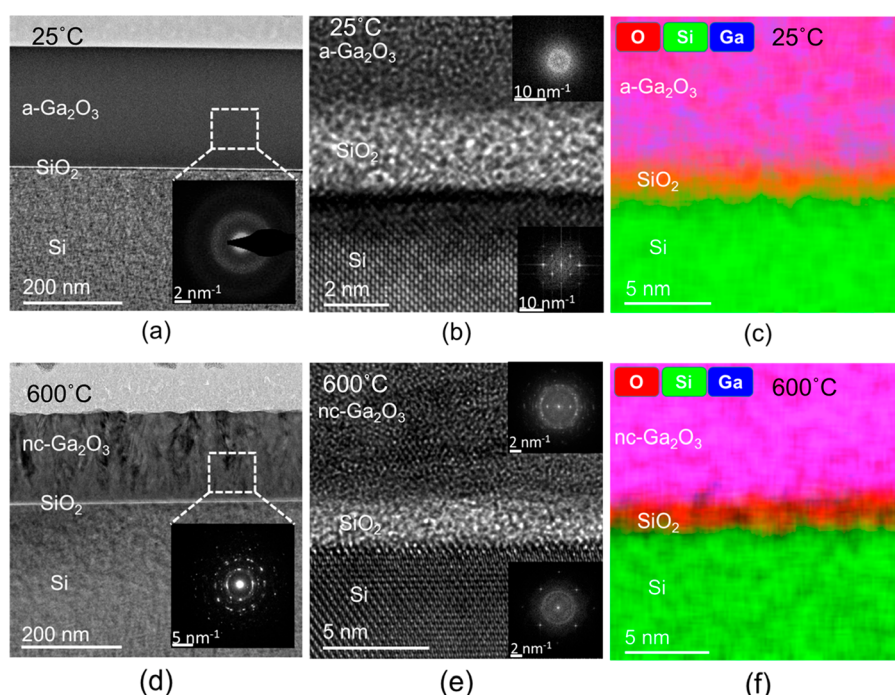 25˚C
a-Ga2O3
SiO2
Si
200 nm
2 nm-1
(a)
25˚C
a-Ga2O3
10 nm-1
SiO2
Si
2 nm
10 nm-1
(b)
O Si Ga 25˚C
a-Ga2O3
SiO2
Si
5 nm
(c)
600˚C
nc-Ga2O3
SiO2
Si
200 nm
5 nm-1
(d)
600˚C
nc-Ga2O3
2 nm-1
SiO2
Si
5 nm
2 nm-1
(e)
O Si Ga 600˚C
nc-Ga2O3
SiO2
Si
5 nm
(f)